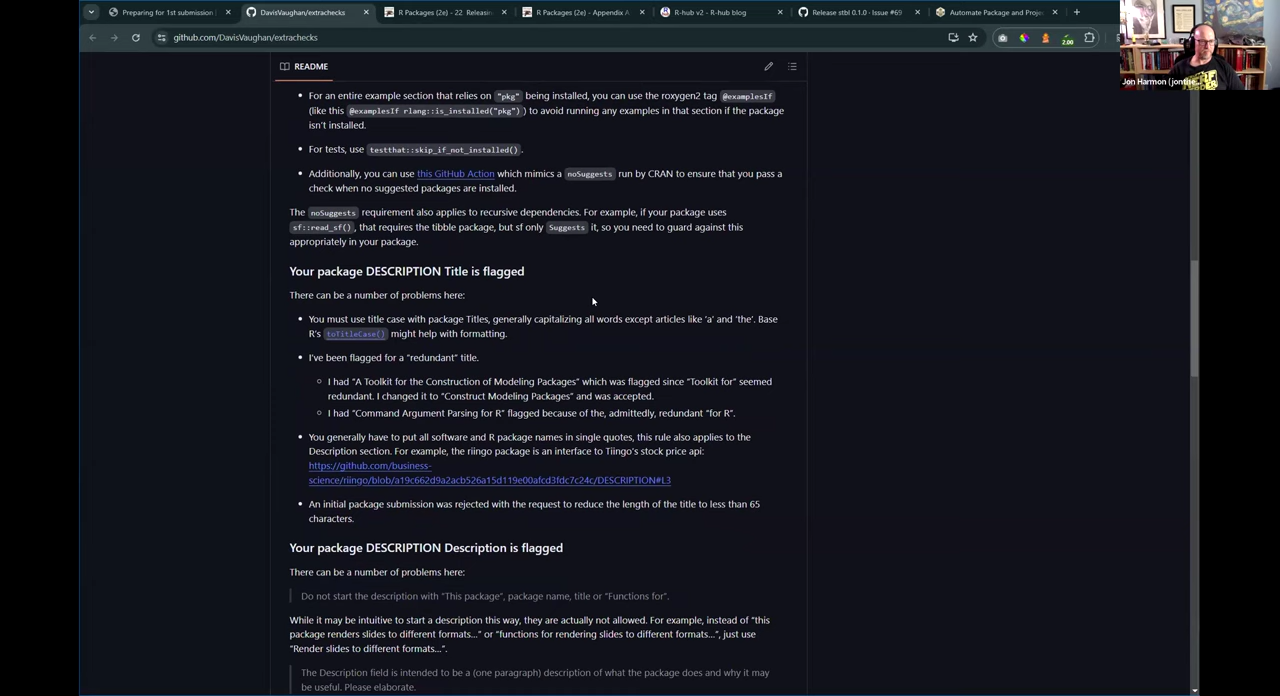 Preparing for 1st submission
DavisVaughan/extrachecks
R Packages (2e) - 22 Releasin
R Packages (2e) - Appendix A
R-hub v2 - R-hub blog
Release stbl 0.1.0 · Issue #69
Automate Package and Proje
github.com/DavisVaughan/extrachecks
2.00
Jon Harmon (jonthe
README
• For an entire example section that relies on "pkg" being installed, you can use the roxygen2 tag @examplesIf
(like this @examplesIf rlang::is_installed("pkg") ) to avoid running any examples in that section if the package
isn't installed.
• For tests, use testthat::skip_if_not_installed() .
• Additionally, you can use this GitHub Action which mimics a noSuggests run by CRAN to ensure that you pass a
check when no suggested packages are installed.
The noSuggests requirement also applies to recursive dependencies. For example, if your package uses
sf::read_sf() , that requires the tibble package, but sf only Suggests it, so you need to guard against this
appropriately in your package.
Your package DESCRIPTION Title is flagged
There can be a number of problems here:
• You must use title case with package Titles, generally capitalizing all words except articles like 'a' and 'the'. Base
R's toTitleCase() might help with formatting.
• I've been flagged for a "redundant" title.
○ I had "A Toolkit for the Construction of Modeling Packages" which was flagged since "Toolkit for" seemed
redundant. I changed it to "Construct Modeling Packages" and was accepted.
○ I had "Command Argument Parsing for R" flagged because of the, admittedly, redundant "for R".
• You generally have to put all software and R package names in single quotes, this rule also applies to the
Description section. For example, the riingo package is an interface to Tiingo's stock price api:
https://github.com/business-
science/riingo/blob/a19c662d9a2acb526a15d119e00afcd3fdc7c24c/DESCRIPTION#L3
• An initial package submission was rejected with the request to reduce the length of the title to less than 65
characters.
Your package DESCRIPTION Description is flagged
There can be a number of problems here:
Do not start the description with "This package", package name, title or "Functions for".
While it may be intuitive to start a description this way, they are actually not allowed. For example, instead of "this
package renders slides to different formats..." or "functions for rendering slides to different formats...", just use
"Render slides to different formats...".
The Description field is intended to be a (one paragraph) description of what the package does and why it may
be useful. Please elaborate.